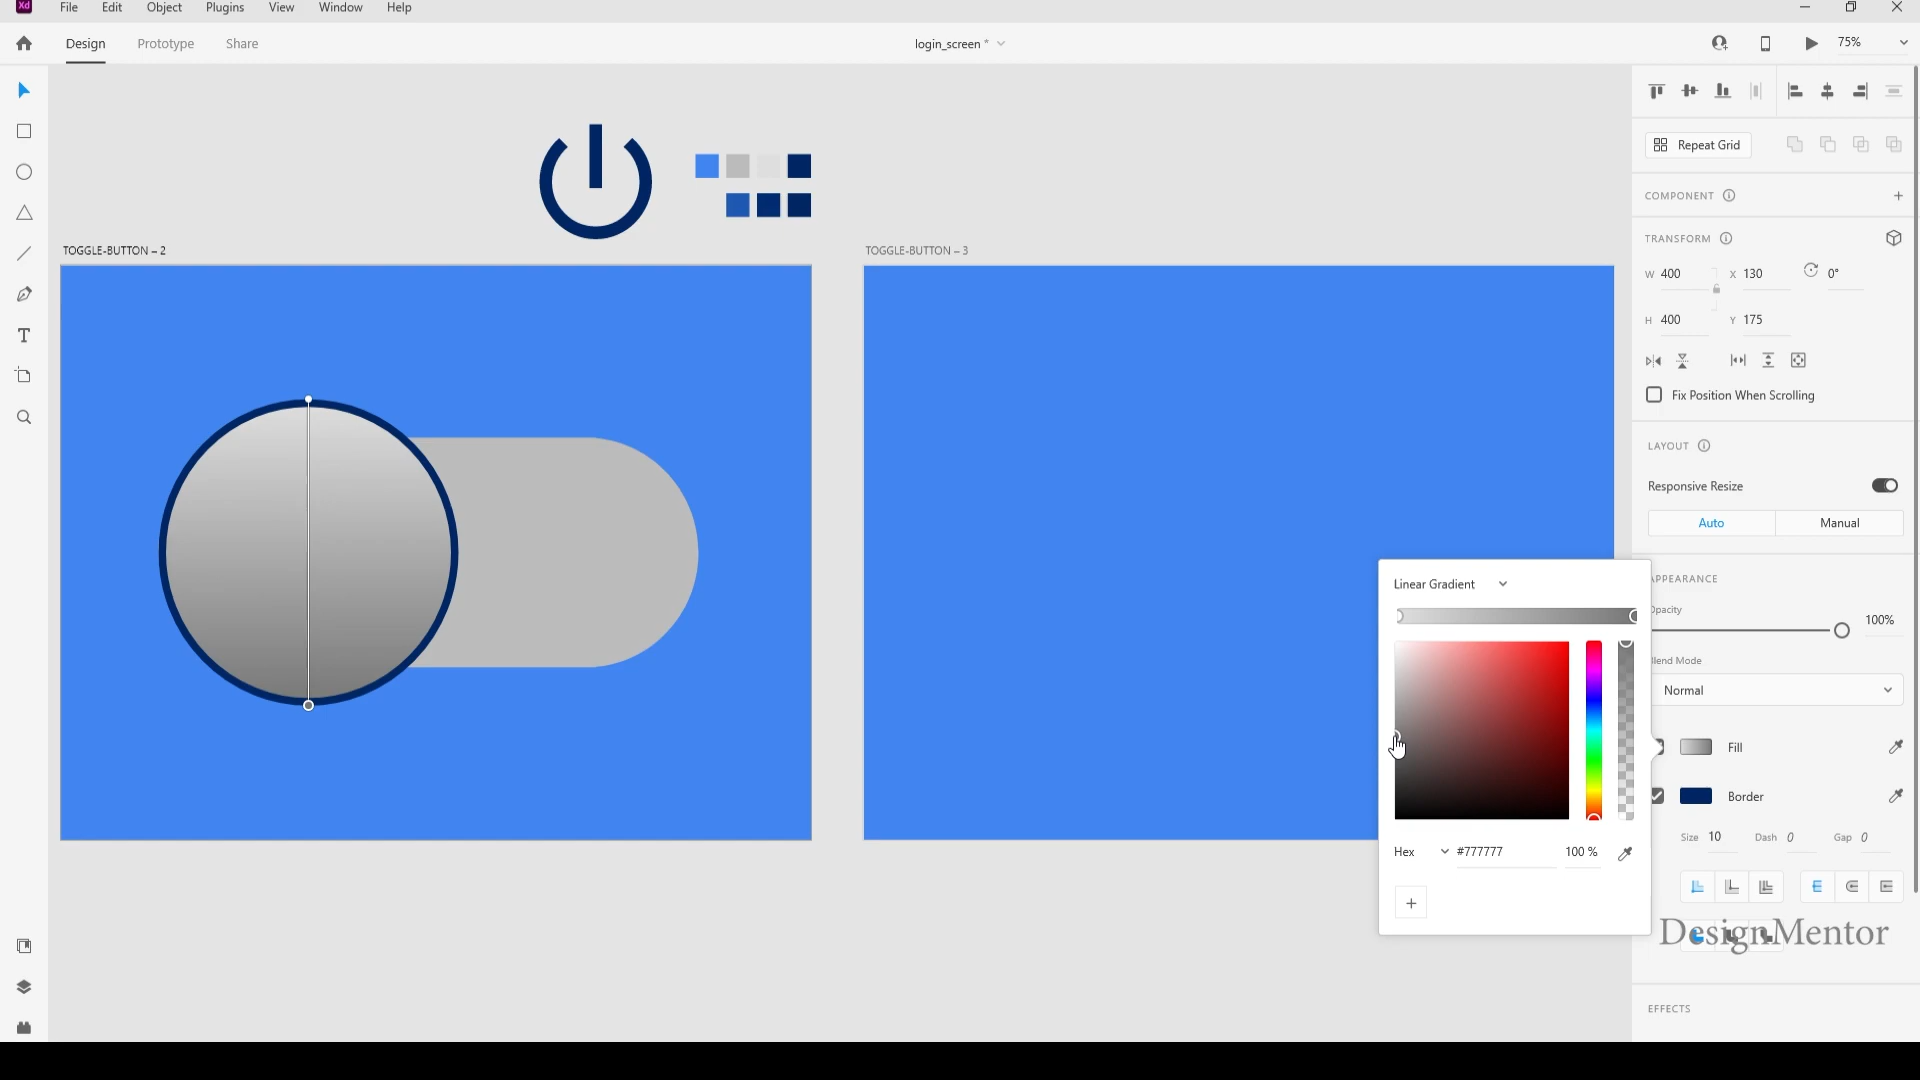 Xd File Edit Object Plugins View Window Help
Design Prototype Share login_screen * 75%
Repeat Grid
COMPONENT
TOGGLE-BUTTON – 2 TOGGLE-BUTTON – 3
TRANSFORM
W 400 X 130 0°
H 400 Y 175
Fix Position When Scrolling
LAYOUT
Responsive Resize
Auto Manual
Linear Gradient
APPEARANCE
Opacity
100%
Blend Mode
Normal
Fill
Border
Size 10 Dash 0 Gap 0
Hex #777777 100 %
+
DesignMentor
EFFECTS